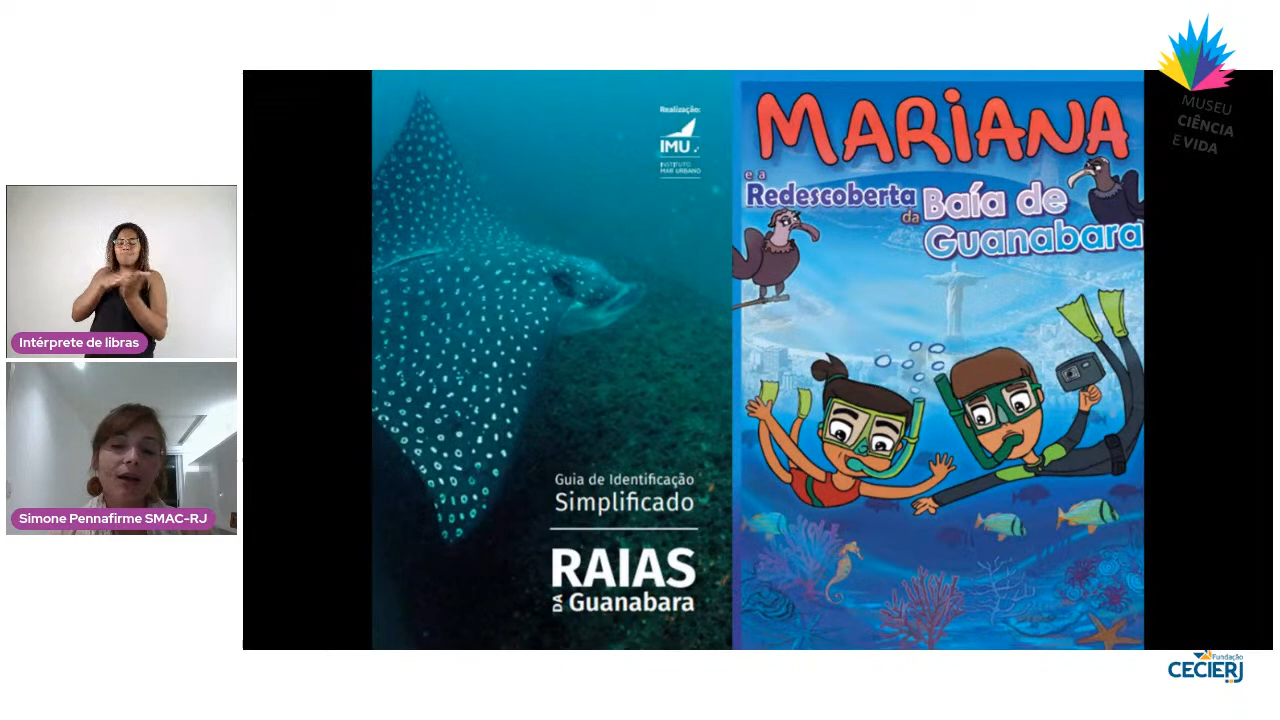 Intérprete de libras
Simone Pennafirme SMAC-RJ
Realização:
IMU
INSTITUTO
MAR URBANO
Guia de Identificação
Simplificado
RAIAS
DA Guanabara
MARIANA
e a
Redescoberta
da
Baía de
Guanabara
MUSEU
CIÊNCIA
E VIDA
Fundação
CECIERJ